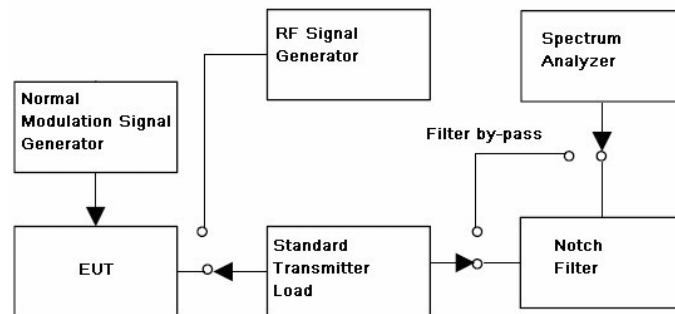 RF Signal
Generator
Spectrum
Analyzer
Normal
Modulation Signal
Generator
Filter by-pass
EUT
Standard
Transmitter
Load
Notch
Filter